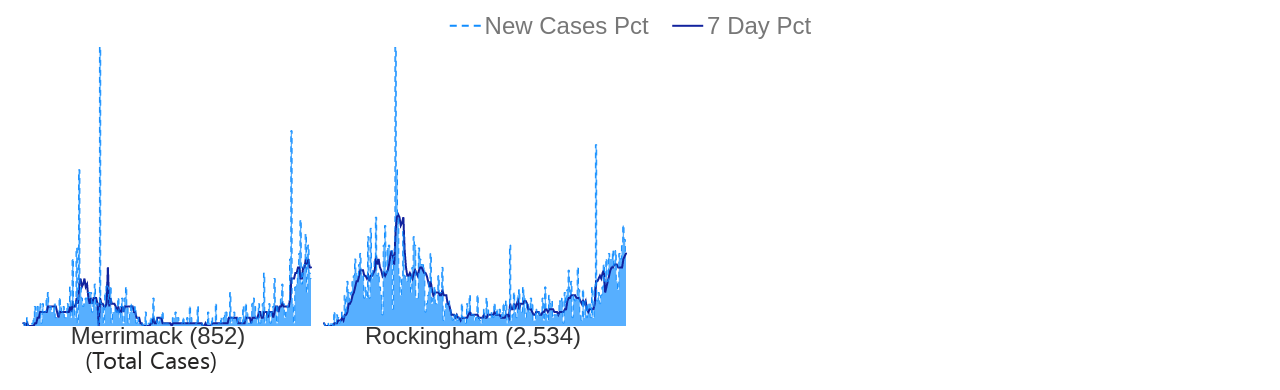 New Cases Pct 7 Day Pct
Merrimack (852) Rockingham (2,534)
(Total Cases)